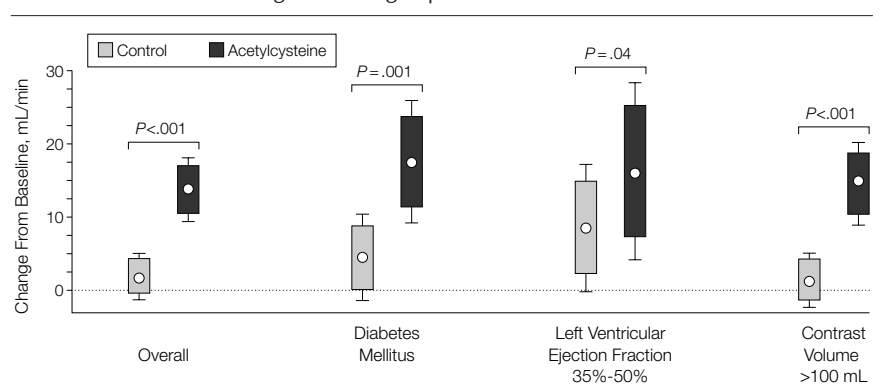 Control Acetylcysteine
Change From Baseline, mL/min
30
20
10
0
P<.001
P=.001
P=.04
P<.001
Overall
Diabetes
Mellitus
Left Ventricular
Ejection Fraction
35%-50%
Contrast
Volume
>100 mL